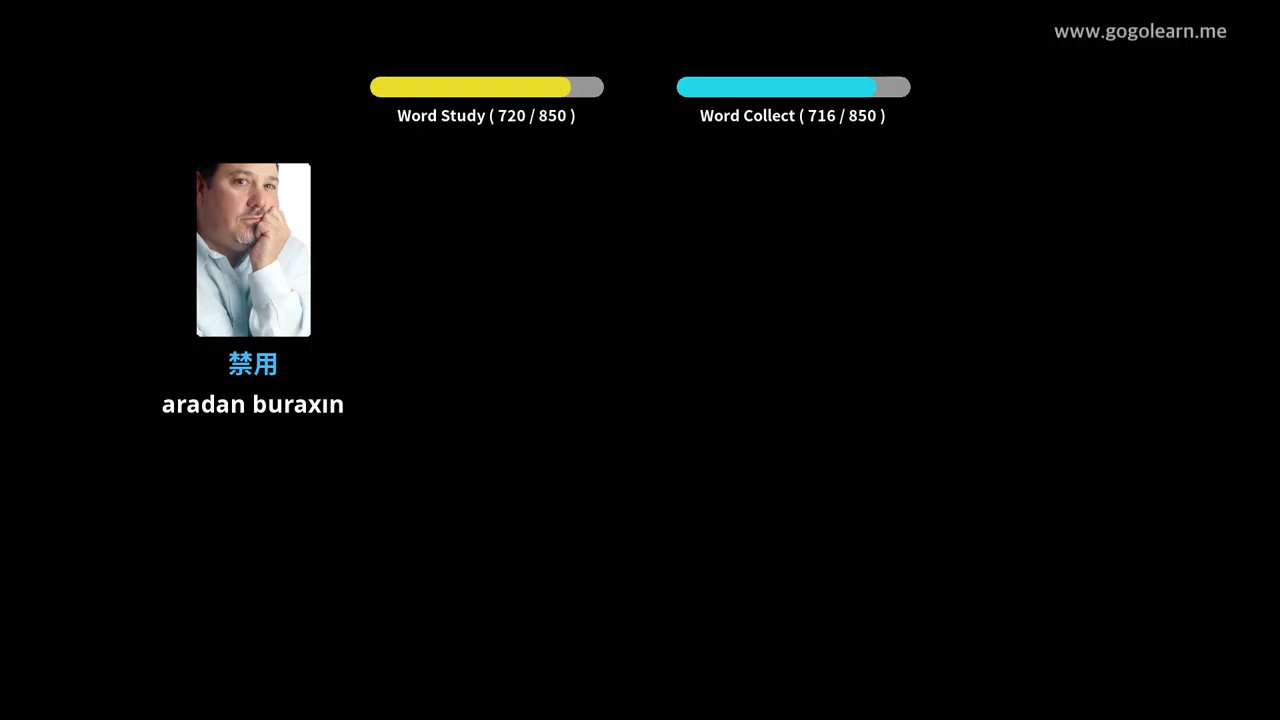 www.gogolearn.me
Word Study ( 720 / 850 )
Word Collect ( 716 / 850 )
禁用
aradan buraxın